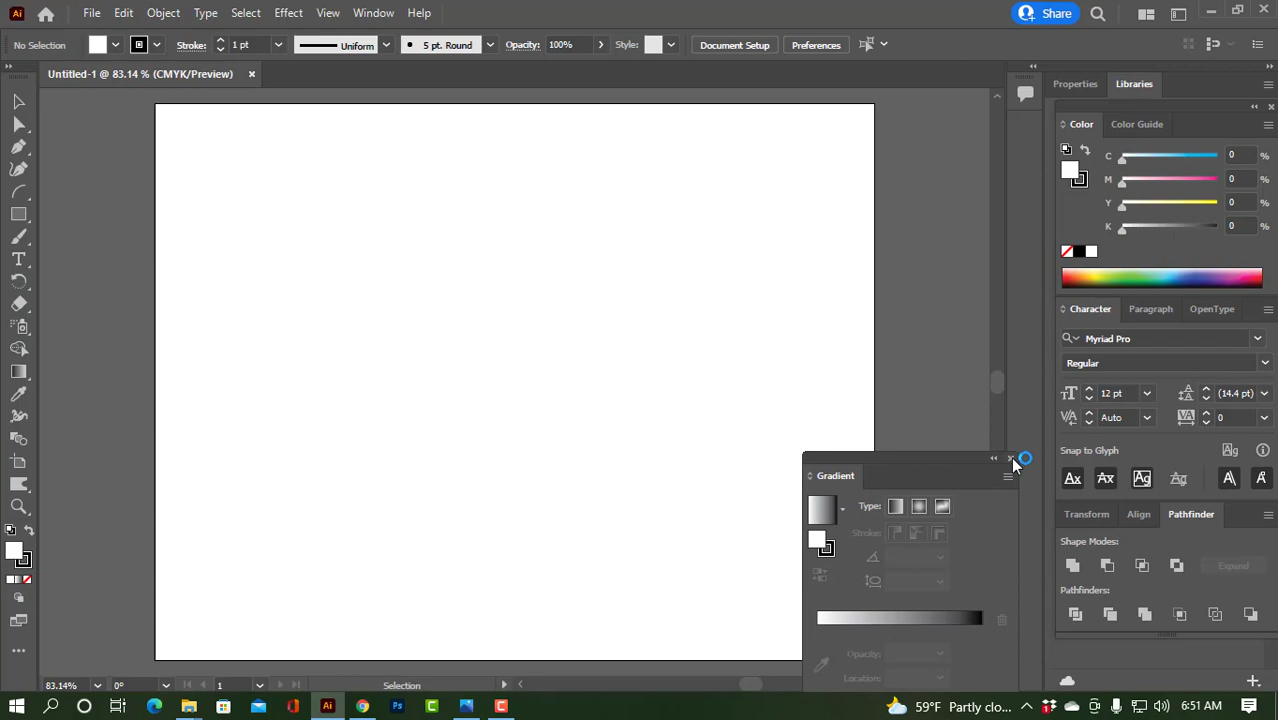 Ai File Edit Object Type Select Effect View Window Help Share
No Selection Stroke: 1 pt Uniform 5 pt. Round Opacity: 100% Style: Document Setup Preferences
Untitled-1 @ 83.14 % (CMYK/Preview)
Properties Libraries
Color Color Guide
C 0 %
M 0 %
Y 0 %
K 0 %
Character Paragraph OpenType
Myriad Pro
Regular
12 pt (14.4 pt)
Auto 0
Snap to Glyph
Transform Align Pathfinder
Shape Modes:
Expand
Pathfinders:
Gradient
Type:
Stroke:
Opacity:
Location:
83.14% 0° 1 Selection
59°F Partly clo... 6:51 AM